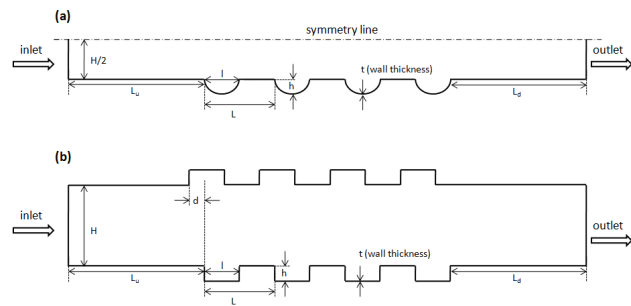 (a)
symmetry line
inlet
outlet
H/2
l
t (wall thickness)
h
Lu
L
Ld
(b)
inlet
d
H
outlet
l
t (wall thickness)
h
Lu
L
Ld